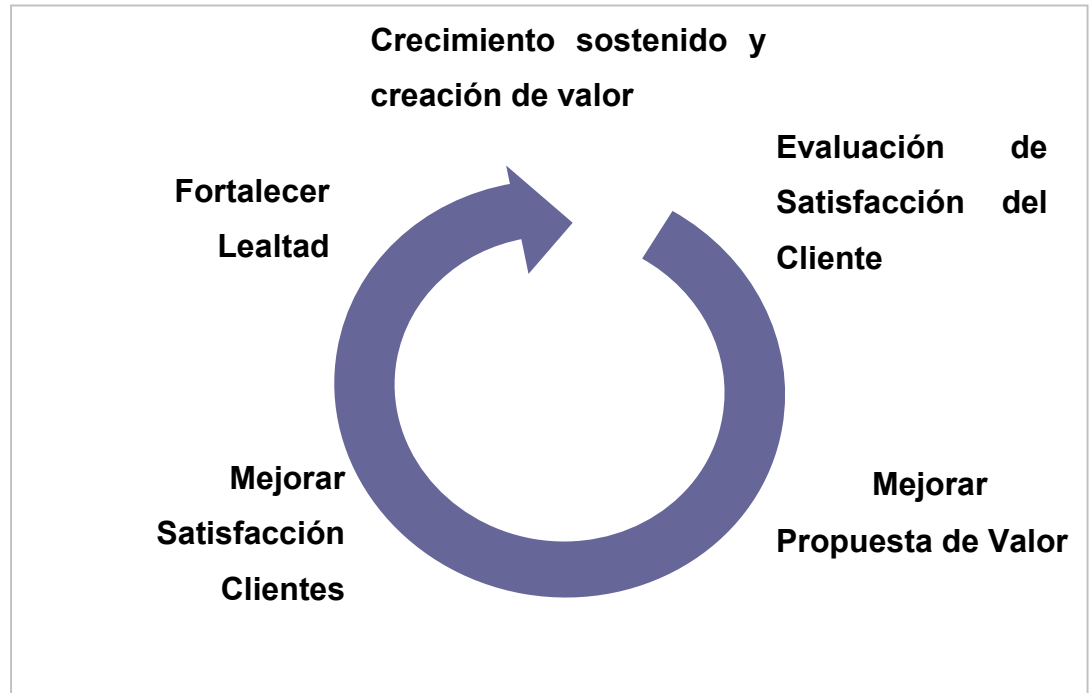 Crecimiento sostenido y
creación de valor
Evaluación de
Satisfacción del
Cliente
Mejorar
Propuesta de Valor
Mejorar
Satisfacción
Clientes
Fortalecer
Lealtad